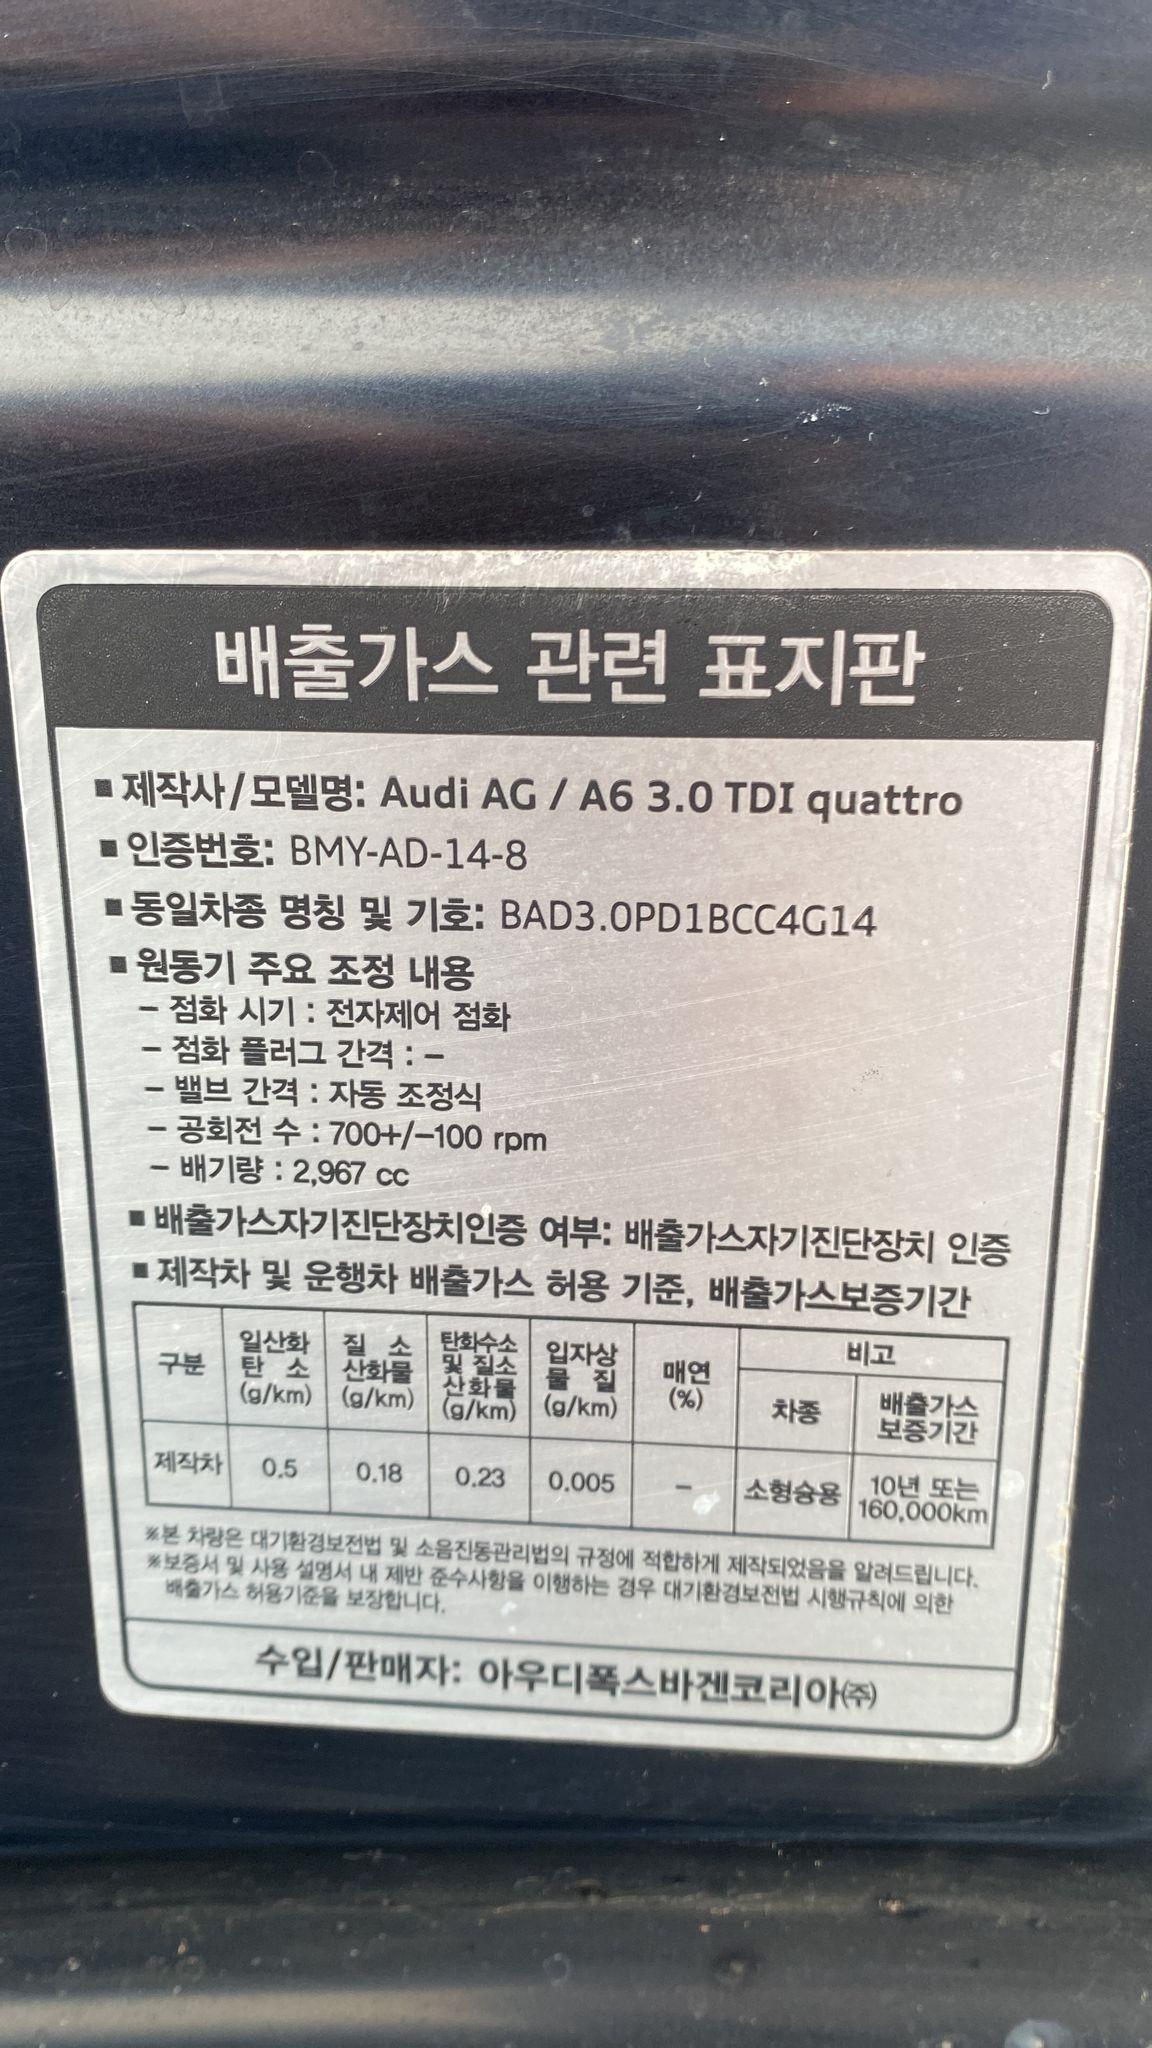 배출가스 관련 표지판
■ 제작사/모델명: Audi AG / A6 3.0 TDI quattro
■ 인증번호: BMY-AD-14-8
■ 동일차종 명칭 및 기호: BAD3.0PD1BCC4G14
■ 원동기 주요 조정 내용
– 점화 시기 : 전자제어 점화
– 점화 플러그 간격 : –
– 밸브 간격 : 자동 조정식
– 공회전 수 : 700+/–100 rpm
– 배기량 : 2,967 cc
■ 배출가스자기진단장치인증 여부: 배출가스자기진단장치 인증
■ 제작차 및 운행차 배출가스 허용 기준, 배출가스보증기간
구분
일산화
탄 소
(g/km)
질 소
산화물
(g/km)
탄화수소
및 질소
산화물
(g/km)
입자상
물 질
(g/km)
매연
(%)
비고
차종
배출가스
보증기간
제작차
0.5
0.18
0.23
0.005
–
소형승용
10년 또는
160,000km
※본 차량은 대기환경보전법 및 소음진동관리법의 규정에 적합하게 제작되었음을 알려드립니다.
※보증서 및 사용 설명서 내 제반 준수사항을 이행하는 경우 대기환경보전법 시행규칙에 의한
배출가스 허용기준을 보장합니다.
수입/판매자: 아우디폭스바겐코리아㈜